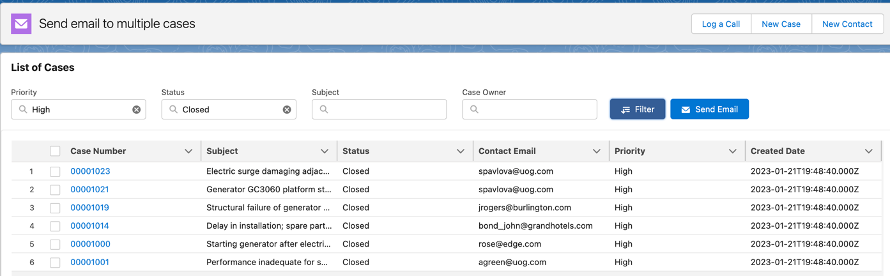 Send email to multiple cases
Log a Call New Case New Contact
List of Cases
Priority Status Subject Case Owner
High Closed Filter Send Email
Case Number Subject Status Contact Email Priority Created Date
1 00001023 Electric surge damaging adjac... Closed spavlova@uog.com High 2023-01-21T19:48:40.000Z
2 00001021 Generator GC3060 platform st... Closed spavlova@uog.com High 2023-01-21T19:48:40.000Z
3 00001019 Structural failure of generator ... Closed jrogers@burlington.com High 2023-01-21T19:48:40.000Z
4 00001014 Delay in installation; spare part... Closed bond_john@grandhotels.com High 2023-01-21T19:48:40.000Z
5 00001000 Starting generator after electri... Closed rose@edge.com High 2023-01-21T19:48:40.000Z
6 00001001 Performance inadequate for s... Closed agreen@uog.com High 2023-01-21T19:48:40.000Z